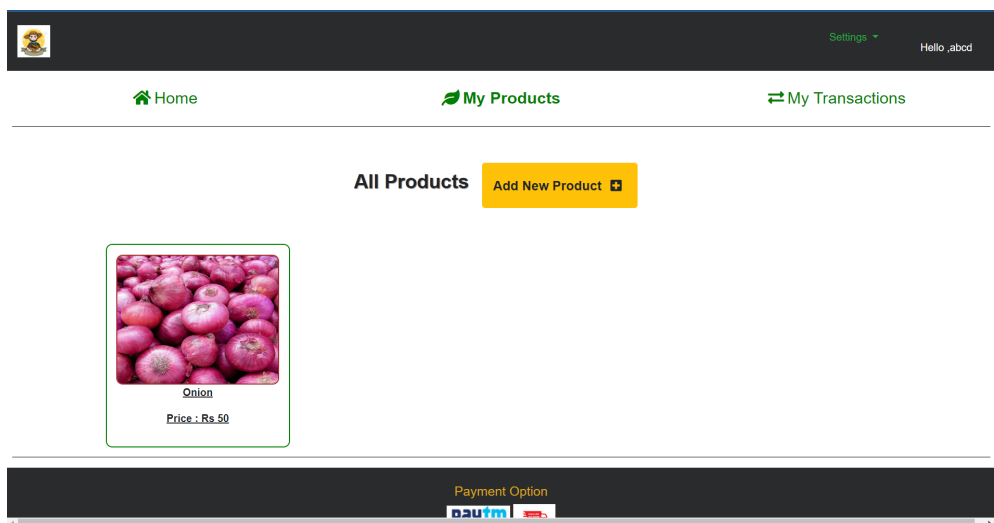 Settings
Hello ,abcd
Home
My Products
My Transactions
All Products
Add New Product
Onion
Price : Rs 50
Payment Option
paytm